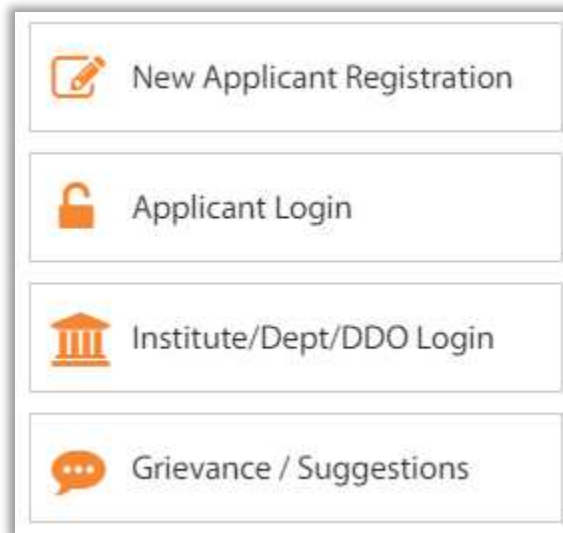 New Applicant Registration
Applicant Login
Institute/Dept/DDO Login
Grievance / Suggestions